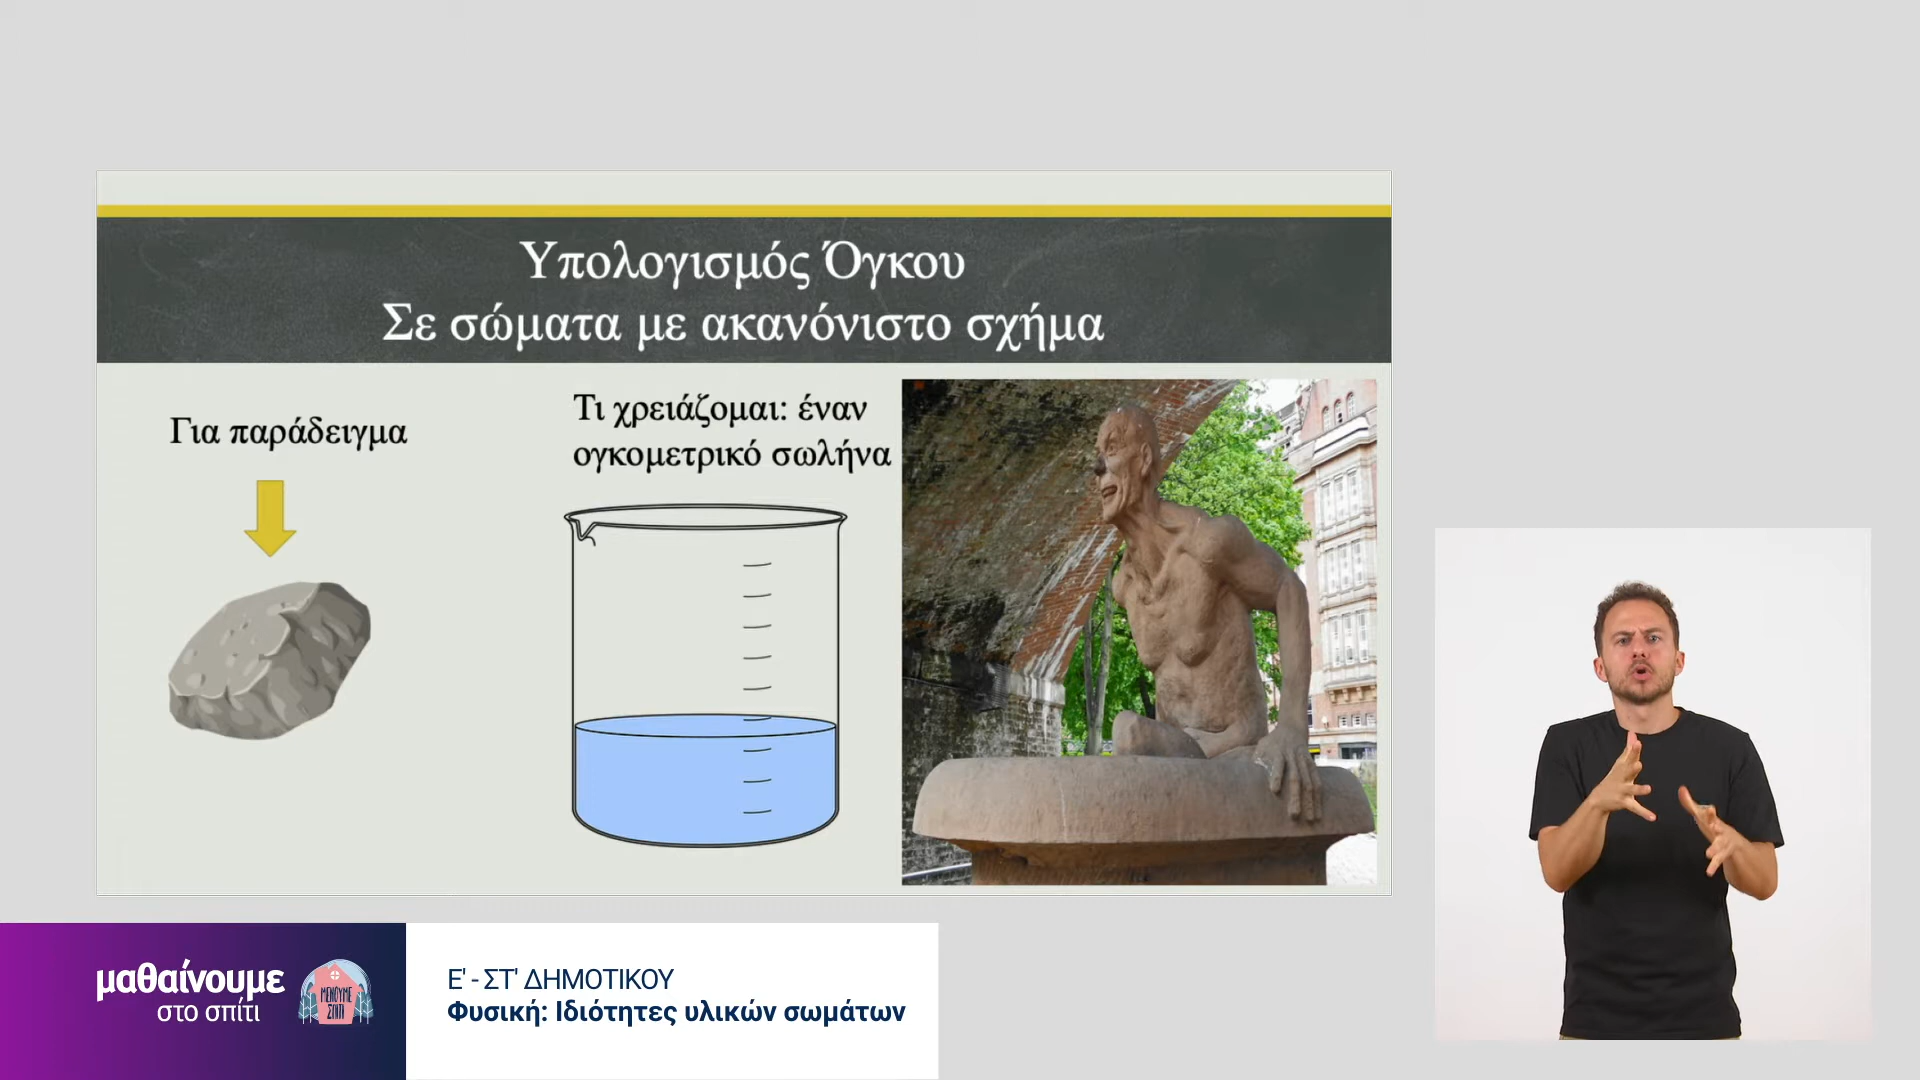 Υπολογισμός Όγκου
Σε σώματα με ακανόνιστο σχήμα
Για παράδειγμα
Τι χρειάζομαι: έναν
ογκομετρικό σωλήνα
μαθαίνουμε
στο σπίτι
ΜΕΝΟΥΜΕ
ΣΠΙΤΙ
Ε' - ΣΤ' ΔΗΜΟΤΙΚΟΥ
Φυσική: Ιδιότητες υλικών σωμάτων